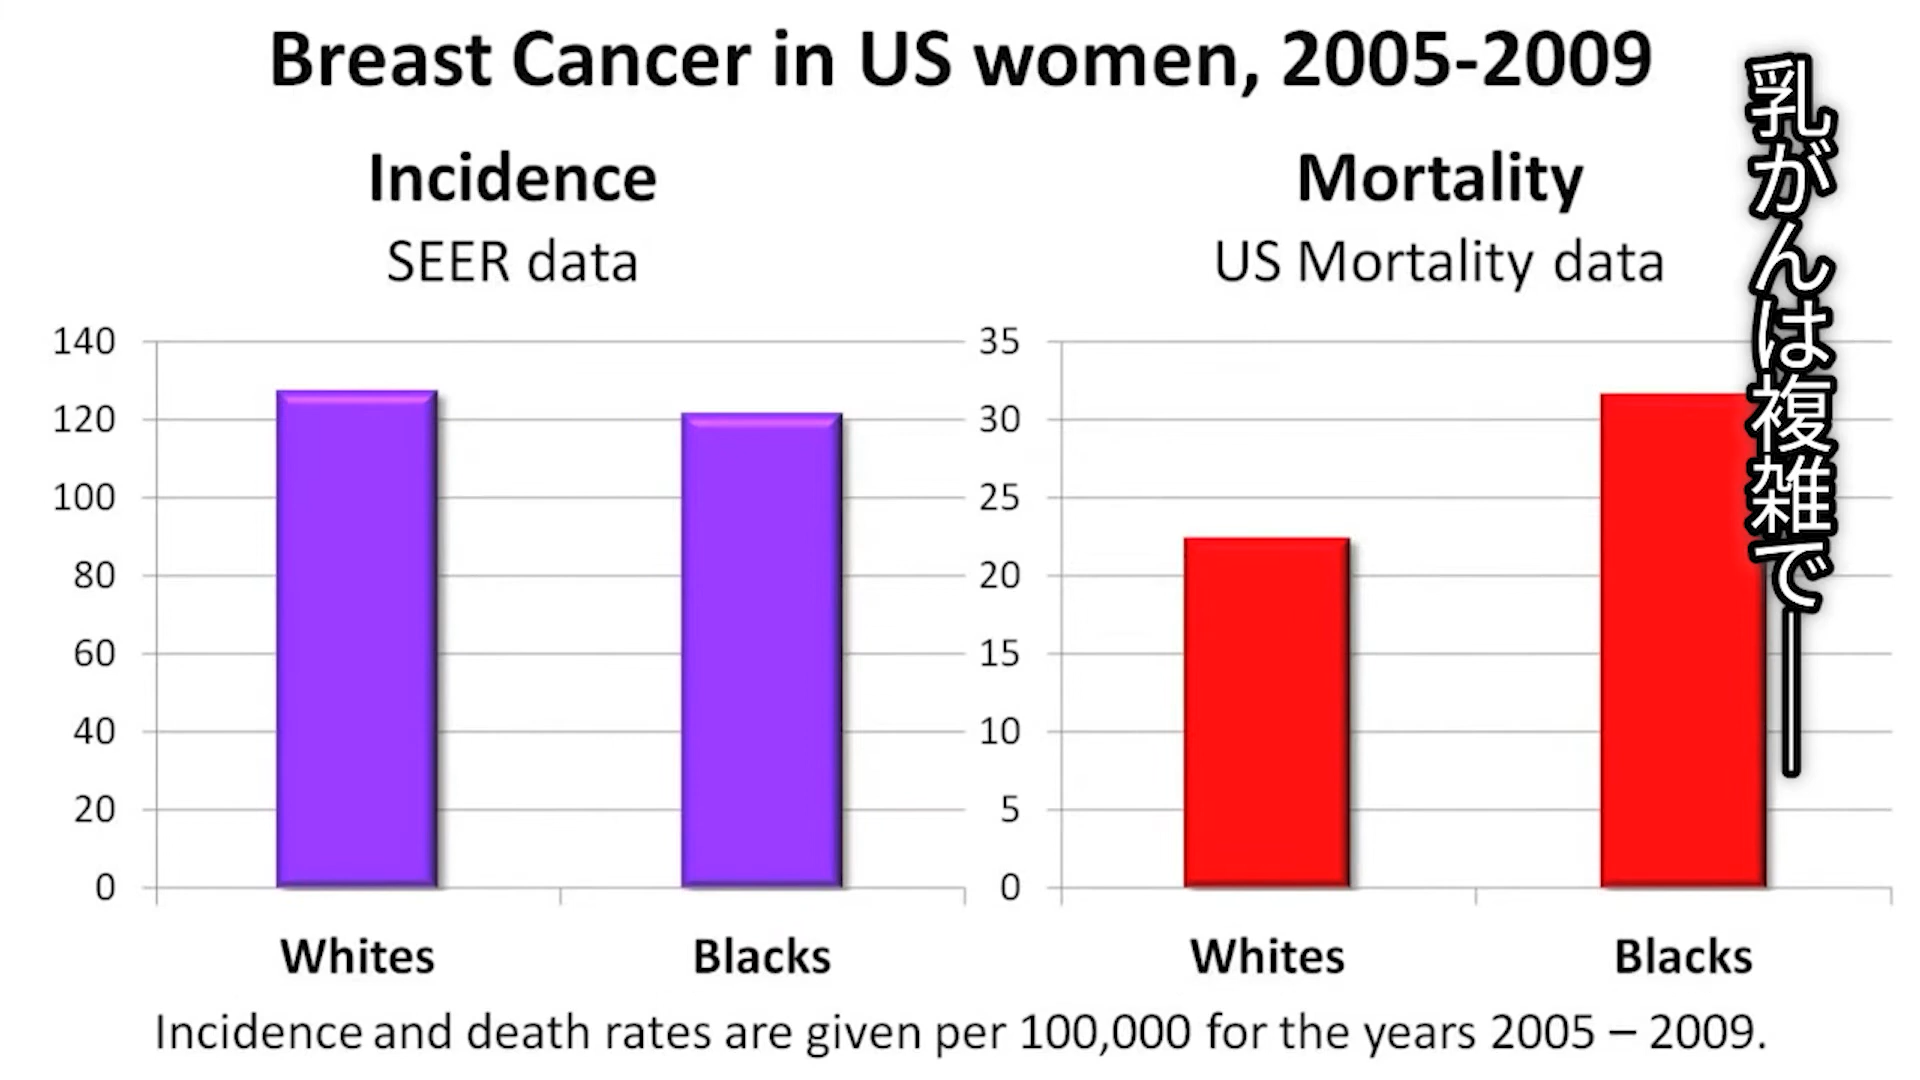 Breast Cancer in US women, 2005-2009
Incidence
SEER data
140
120
100
80
60
40
20
0
Whites
Blacks
Mortality
US Mortality data
35
30
25
20
15
10
5
0
Whites
Blacks
Incidence and death rates are given per 100,000 for the years 2005 – 2009.
乳がんは複雑で――